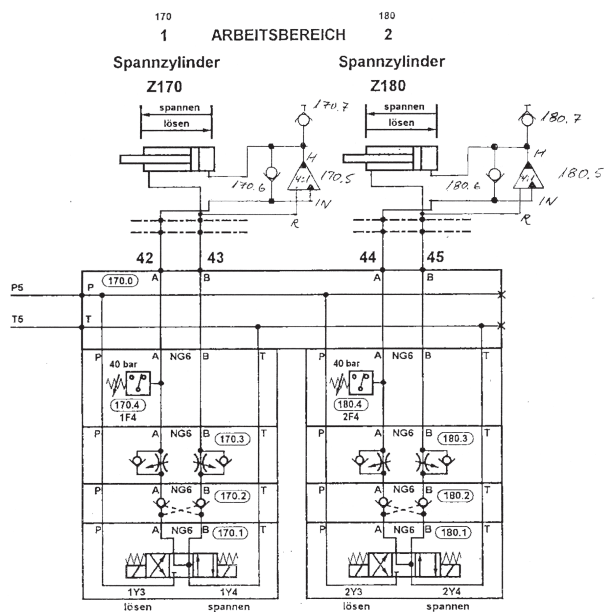 170 180
1 ARBEITSBEREICH 2
Spannzylinder Spannzylinder
Z170 Z180
spannen spannen
lösen lösen
170.7 180.7
H H
170.6 4:1 170.5 180.6 4:1 180.5
IN IN
R R
42 43 44 45
A B A B
P5 P 170.0
T5 T
P A NG6 B T P A NG6 B T
40 bar 40 bar
170.4 180.4
1F4 2F4
P A NG6 B 170.3 T P A NG6 B 180.3 T
P A NG6 B 170.2 T P A NG6 B 180.2 T
A NG6 B 170.1 A NG6 B 180.1
1Y3 1Y4 2Y3 2Y4
lösen spannen lösen spannen